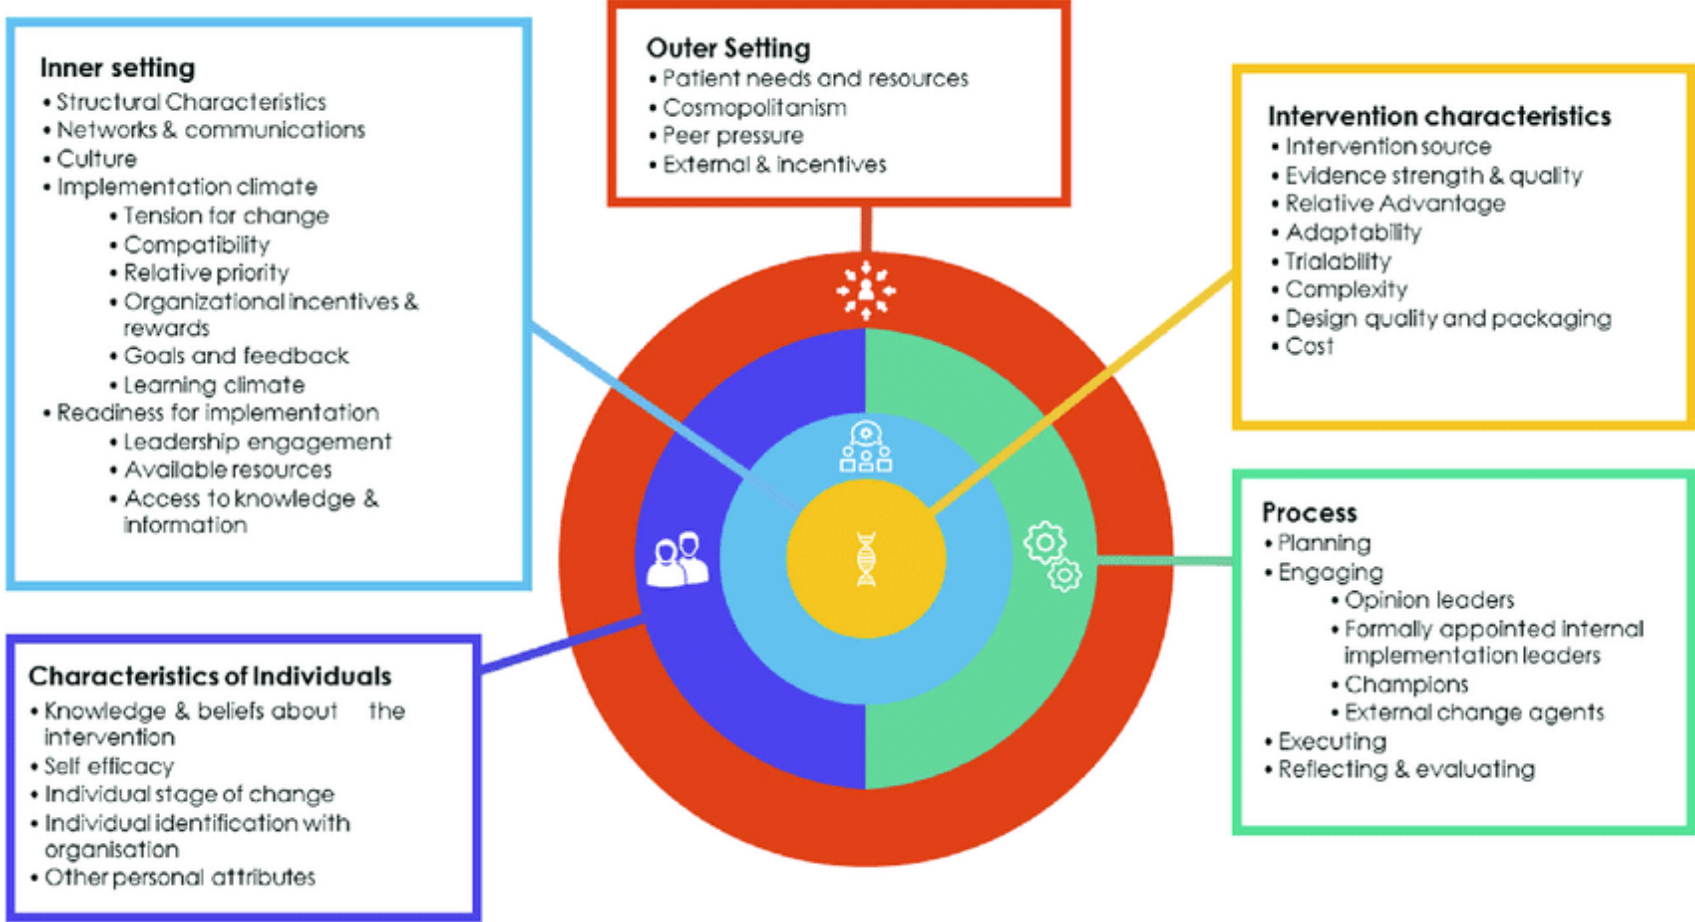 Inner setting
• Structural Characteristics
• Networks & communications
• Culture
• Implementation climate
• Tension for change
• Compatibility
• Relative priority
• Organizational incentives &
rewards
• Goals and feedback
• Learning climate
• Readiness for implementation
• Leadership engagement
• Available resources
• Access to knowledge &
information
Outer Setting
• Patient needs and resources
• Cosmopolitanism
• Peer pressure
• External & incentives
Intervention characteristics
• Intervention source
• Evidence strength & quality
• Relative Advantage
• Adaptability
• Trialability
• Complexity
• Design quality and packaging
• Cost
Characteristics of Individuals
• Knowledge & beliefs about the
intervention
• Self efficacy
• Individual stage of change
• Individual identification with
organisation
• Other personal attributes
Process
• Planning
• Engaging
• Opinion leaders
• Formally appointed internal
implementation leaders
• Champions
• External change agents
• Executing
• Reflecting & evaluating